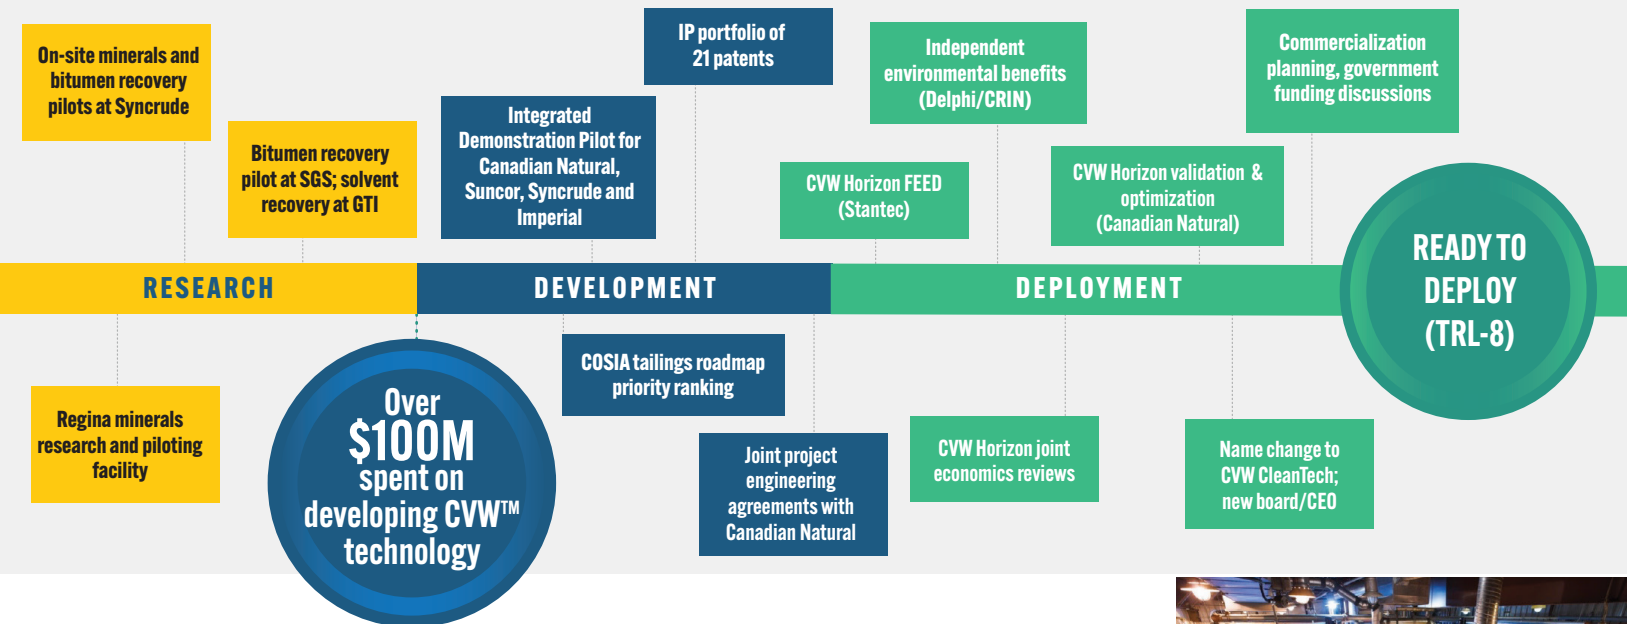 On-site minerals and
bitumen recovery
pilots at Syncrude
Bitumen recovery
pilot at SGS; solvent
recovery at GTI
Integrated
Demonstration Pilot for
Canadian Natural,
Suncor, Syncrude and
Imperial
IP portfolio of
21 patents
CVW Horizon FEED
(Stantec)
Independent
environmental benefits
(Delphi/CRIN)
CVW Horizon validation &
optimization
(Canadian Natural)
Commercialization
planning, government
funding discussions
RESEARCH
DEVELOPMENT
DEPLOYMENT
READY TO
DEPLOY
(TRL-8)
Regina minerals
research and piloting
facility
Over
$100M
spent on
developing CVW™
technology
COSIA tailings roadmap
priority ranking
Joint project
engineering
agreements with
Canadian Natural
CVW Horizon joint
economics reviews
Name change to
CVW CleanTech;
new board/CEO